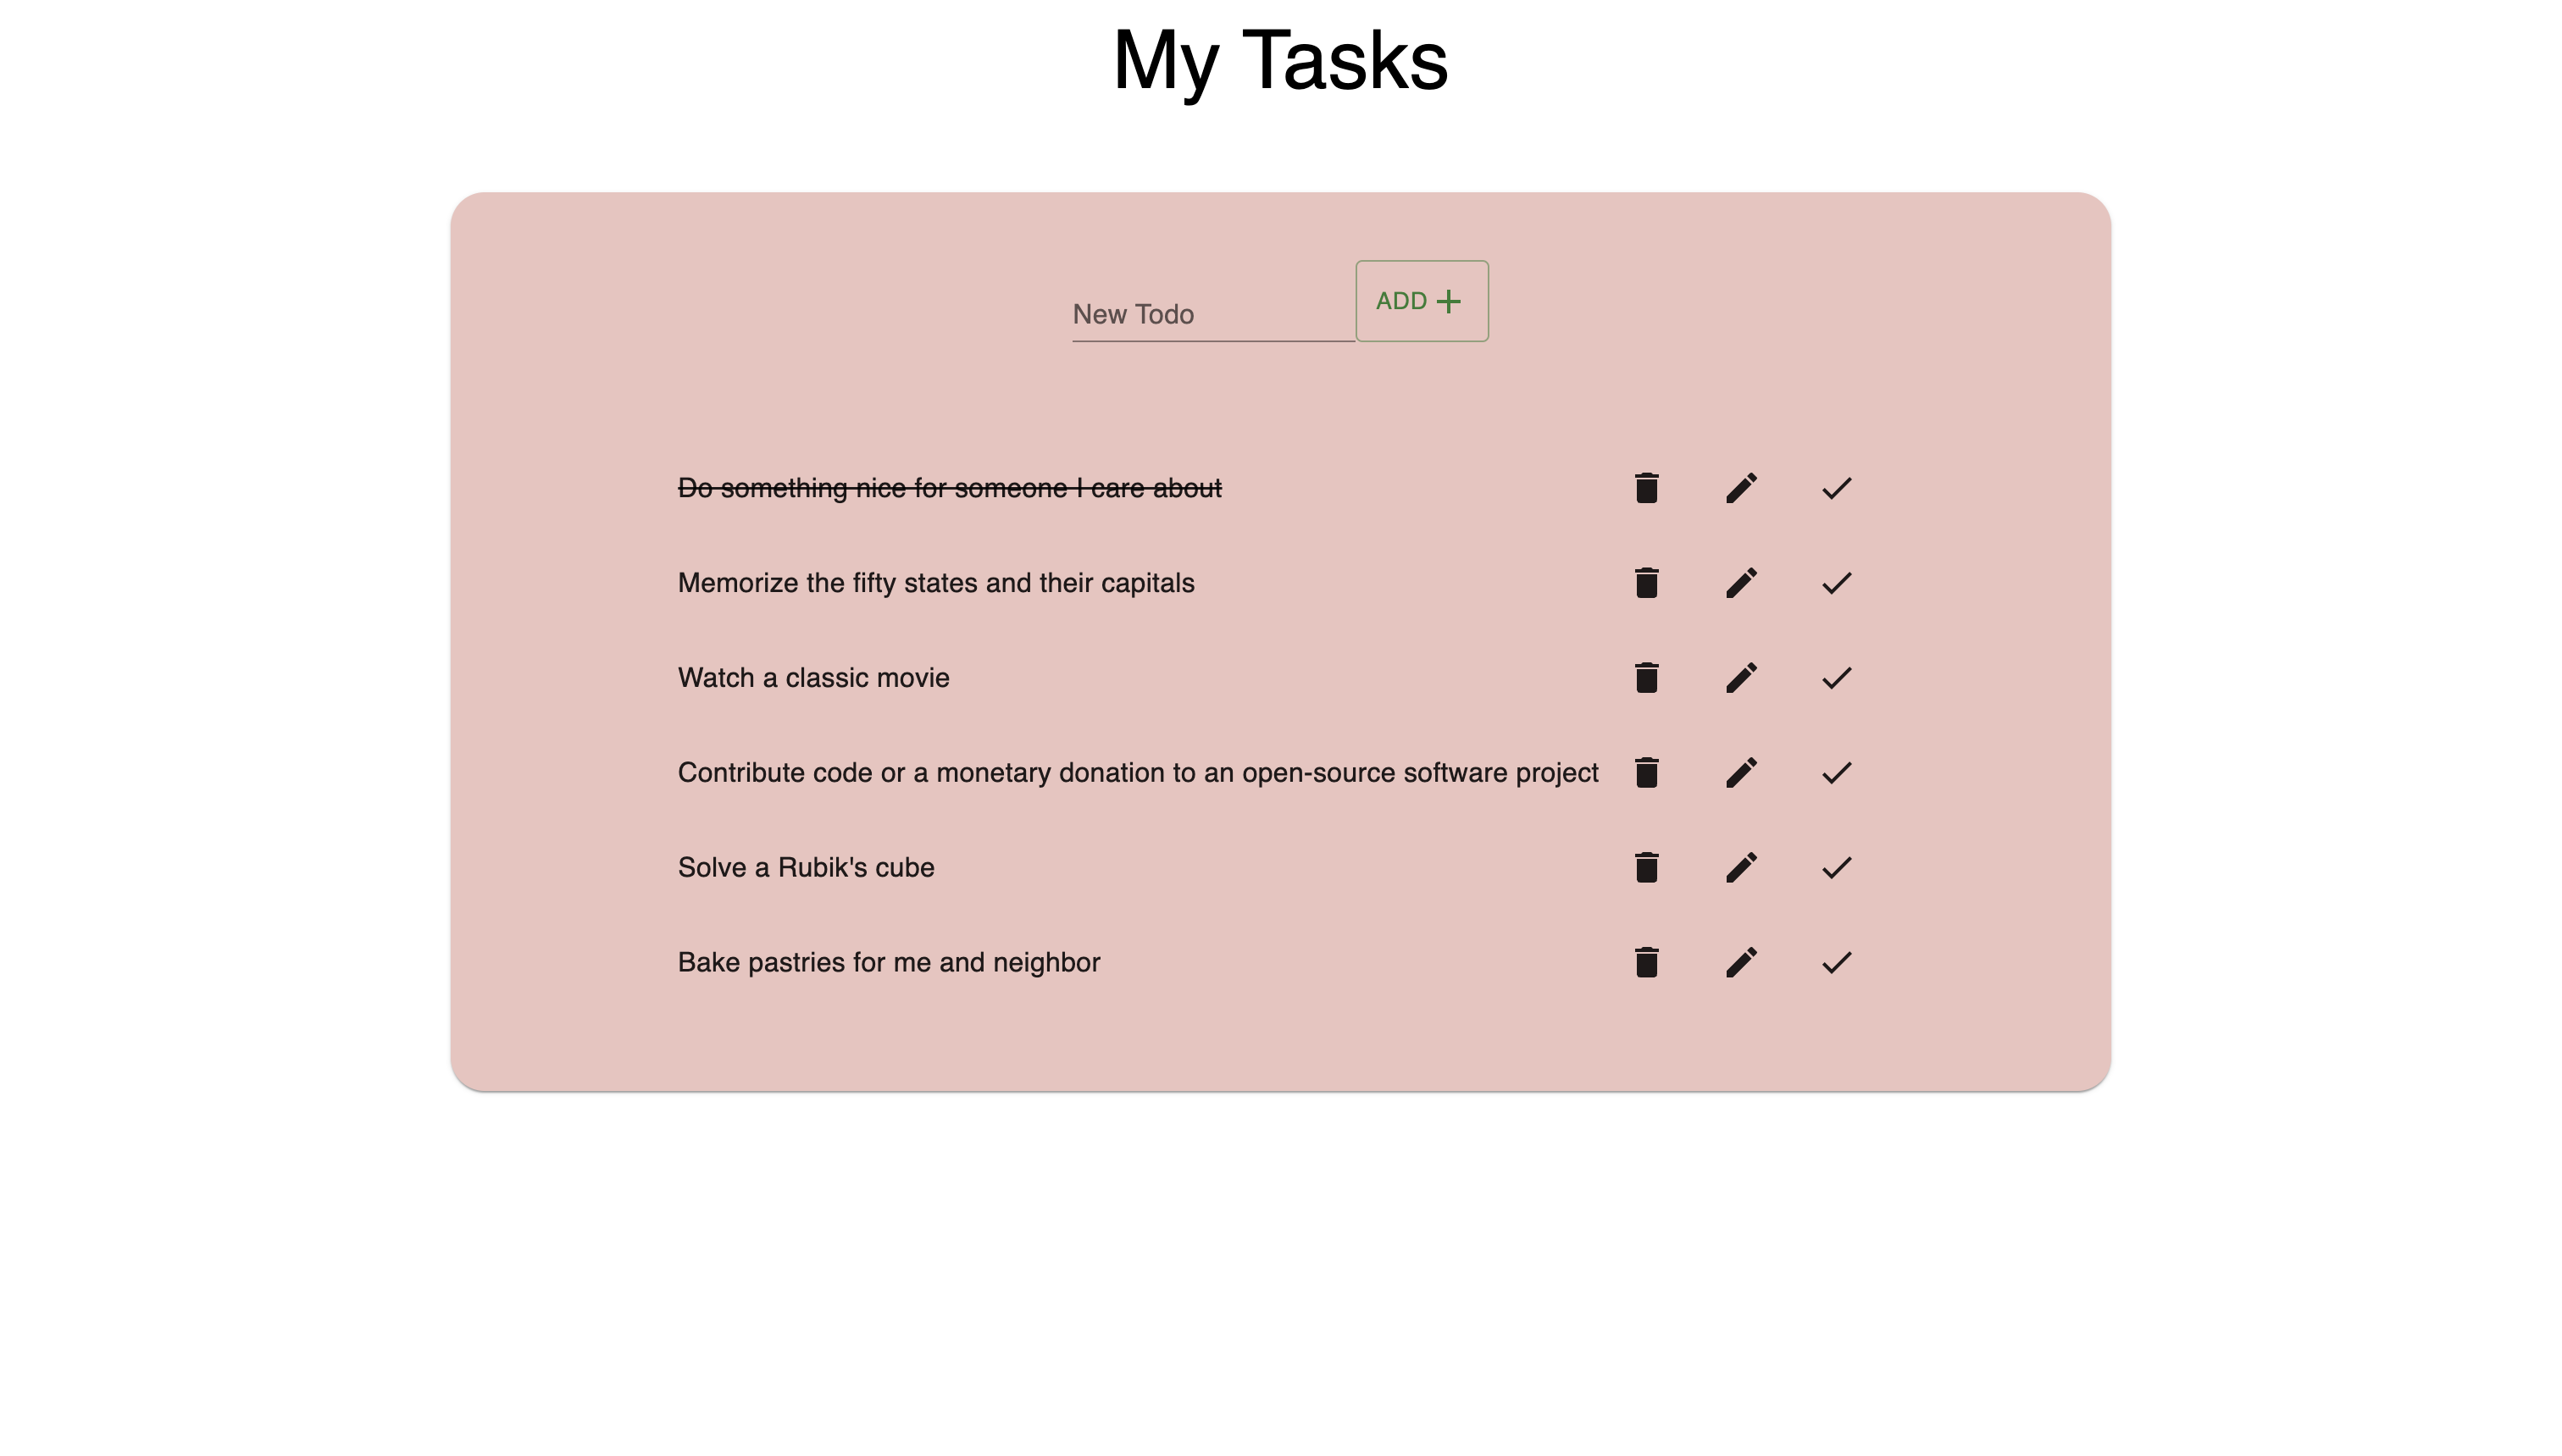 My Tasks
New Todo
ADD
Do something nice for someone I care about
Memorize the fifty states and their capitals
Watch a classic movie
Contribute code or a monetary donation to an open-source software project
Solve a Rubik's cube
Bake pastries for me and neighbor